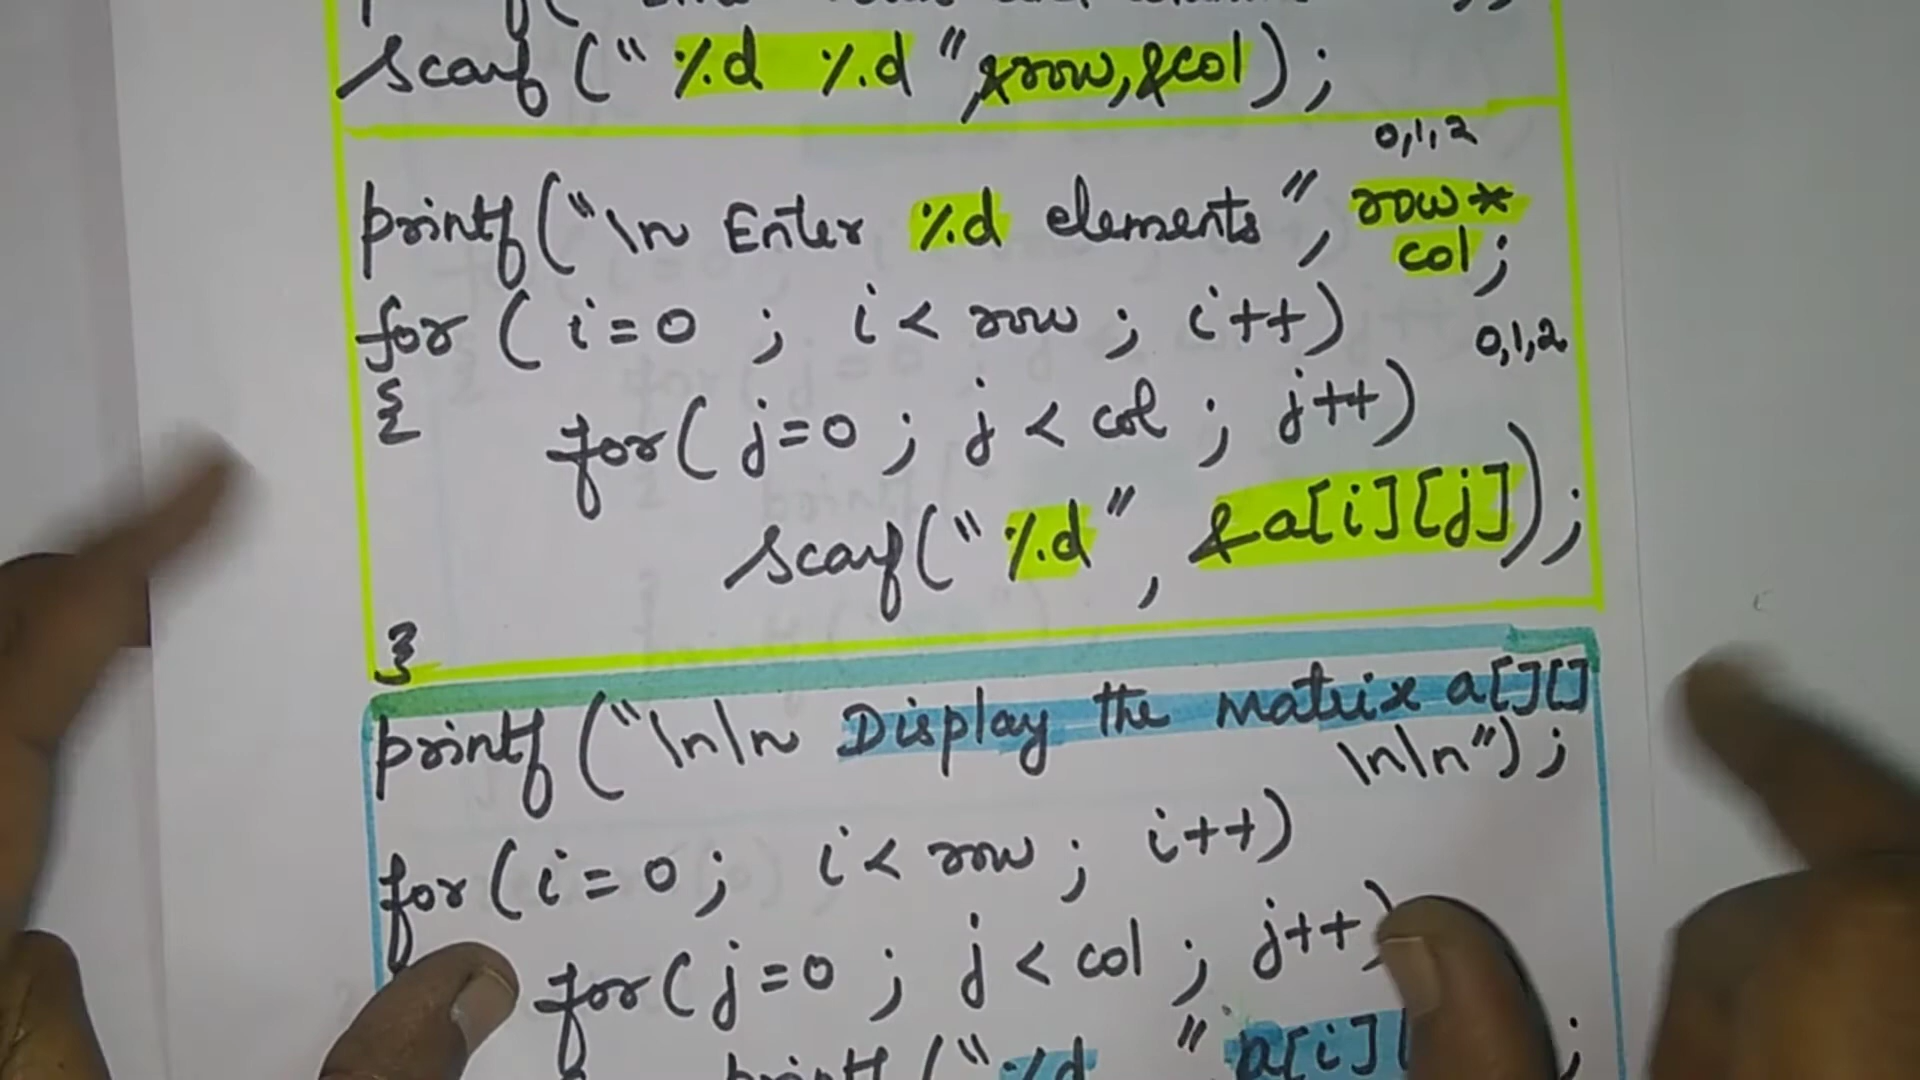 scanf ("%d %d", &row, &col);
0,1,2
printf("\n Enter %d elements", row*
col;
for ( i=0 ; i< row ; i++)
0,1,2
{ for( j=0 ; j < col ; j++)
scanf("%d", &a[i][j]);
}
printf ("\n\n Display the matrix a[][]
\n\n");
for( i=0; i< row; i++)
for( j=0; j< col; j++)
printf ("%d " a[i] ;